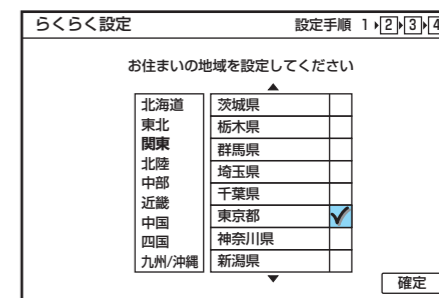 らくらく設定
設定手順 1 2 3 4
お住まいの地域を設定してください
北海道
東北
関東
北陸
中部
近畿
中国
四国
九州/沖縄
茨城県
栃木県
群馬県
埼玉県
千葉県
東京都
神奈川県
新潟県
確定